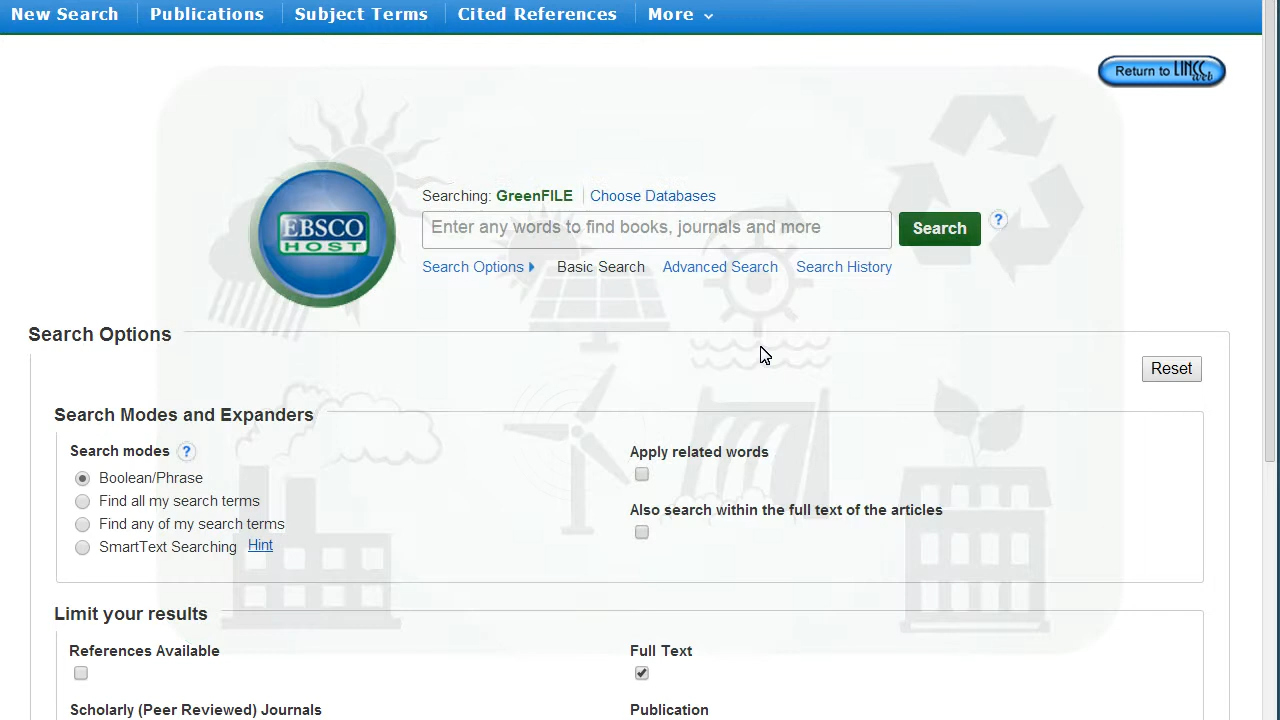 New Search Publications Subject Terms Cited References More
Return to LINCC web
Searching: GreenFILE Choose Databases
EBSCO
HOST
Enter any words to find books, journals and more Search ?
Search Options Basic Search Advanced Search Search History
Search Options
Reset
Search Modes and Expanders
Search modes ? Apply related words
Boolean/Phrase
Find all my search terms
Also search within the full text of the articles
Find any of my search terms
SmartText Searching Hint
Limit your results
References Available Full Text
Scholarly (Peer Reviewed) Journals Publication